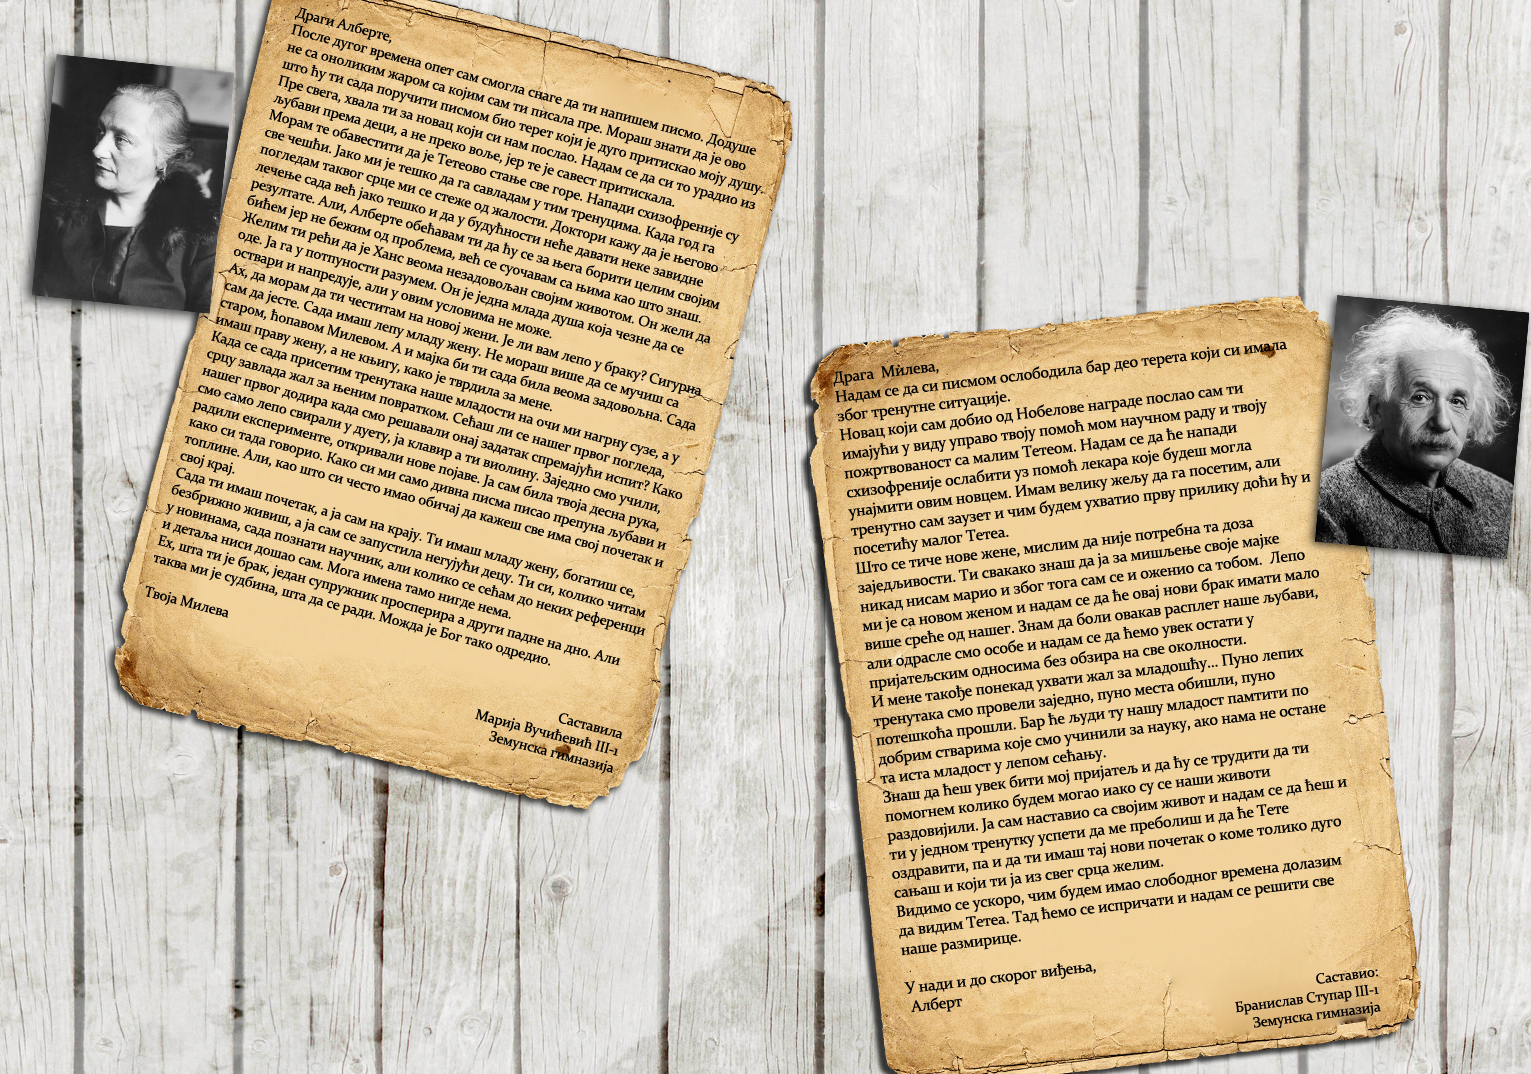 Драги Алберте,
После дугог времена опет сам смогла снаге да ти напишем писмо. Додуше
не са оноликим жаром са којим сам ти писала пре. Мораш знати да је ово
што ћу ти сада поручити писмом био терет који је дуго притискао моју душу.
Пре свега, хвала ти за новац који си нам послао. Надам се да си то урадио из
љубави према деци, а не преко воље, јер те је савест притискала.
Морам те обавестити да је Тетеово стање све горе. Напади схизофреније су
све чешћи. Јако ми је тешко да га савладам у тим тренуцима. Када год га
погледам таквог срце ми се стеже од жалости. Доктори кажу да је његово
лечење сада већ јако тешко и да у будућности неће давати неке завидне
резултате. Али, Алберте обећавам ти да ћу се за њега борити целим својим
бићем јер не бежим од проблема, већ се суочавам са њима као што знаш.
Желим ти рећи да је Ханс веома незадовољан својим животом. Он жели да
оде. Ја га у потпуности разумем. Он је једна млада душа која чезне да се
оствари и напредује, али у овим условима не може.
Ах, да морам да ти честитам на новој жени. Је ли вам лепо у браку? Сигурна
сам да јесте. Сада имаш лепу младу жену. Не мораш више да се мучиш са
старом, ћопавом Милевом. А и мајка би ти сада била веома задовољна. Сада
имаш праву жену, а не књигу, како је тврдила за мене.
Када се сада присетим тренутака наше младости на очи ми нагрну сузе, а у
срцу завлада жал за њеним повратком. Сећаш ли се нашег првог погледа,
нашег првог додира када смо решавали онај задатак спремајући испит? Како
смо само лепо свирали у дуету, ја клавир а ти виолину. Заједно смо учили,
радили експерименте, откривали нове појаве. Ја сам била твоја десна рука,
како си тада говорио. Како си ми само дивна писма писао препуна љубави и
топлине. Али, као што си често имао обичај да кажеш све има свој почетак и
свој крај.
Сада ти имаш почетак, а ја сам на крају. Ти имаш младу жену, богатиш се,
безбрижно живиш, а ја сам се запустила негујући децу. Ти си, колико читам
у новинама, сада познати научник, али колико се сећам до неких референци
и детаља ниси дошао сам. Мога имена тамо нигде нема.
Ех, шта ти је брак, један супружник просперира а други падне на дно. Али
таква ми је судбина, шта да се ради. Можда је Бог тако одредио.
Твоја Милева
Саставила
Марија Вучићевић III-1
Земунска гимназија
Драга Милева,
Надам се да си писмом ослободила бар део терета који си имала
због тренутне ситуације.
Новац који сам добио од Нобелове награде послао сам ти
имајући у виду управо твоју помоћ мом научном раду и твоју
пожртвованост са малим Тетеом. Надам се да ће напади
схизофреније ослабити уз помоћ лекара које будеш могла
унајмити овим новцем. Имам велику жељу да га посетим, али
тренутно сам заузет и чим будем ухватио прву прилику доћи ћу и
посетићу малог Тетеа.
Што се тиче нове жене, мислим да није потребна та доза
заједљивости. Ти свакако знаш да ја за мишљење своје мајке
никад нисам марио и због тога сам се и оженио са тобом.  Лепо
ми је са новом женом и надам се да ће овај нови брак имати мало
више среће од нашег. Знам да боли овакав расплет наше љубави,
али одрасле смо особе и надам се да ћемо увек остати у
пријатељским односима без обзира на све околности.
И мене такође понекад ухвати жал за младошћу... Пуно лепих
тренутака смо провели заједно, пуно места обишли, пуно
потешкоћа прошли. Бар ће људи ту нашу младост памтити по
добрим стварима које смо учинили за науку, ако нама не остане
та иста младост у лепом сећању.
Знаш да ћеш увек бити мој пријатељ и да ћу се трудити да ти
помогнем колико будем могао иако су се наши животи
раздовијили. Ја сам наставио са својим живот и надам се да ћеш и
ти у једном тренутку успети да ме преболиш и да ће Тете
оздравити, па и да ти имаш тај нови почетак о коме толико дуго
сањаш и који ти ја из свег срца желим.
Видимо се ускоро, чим будем имао слободног времена долазим
да видим Тетеа. Тад ћемо се испричати и надам се решити све
наше размирице.
У нади и до скорог виђења,
Алберт
Саставио:
Бранислав Ступар III-1
Земунска гимназија